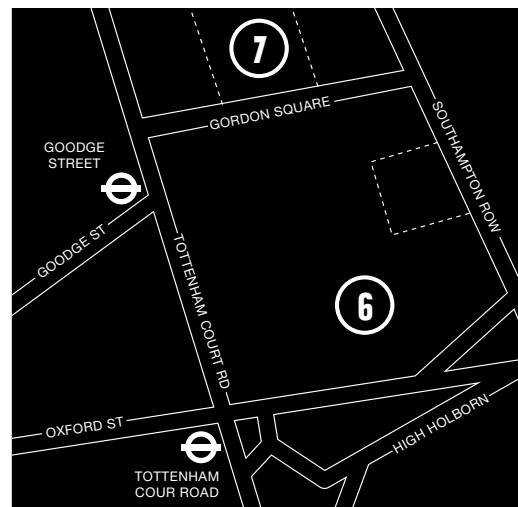 7
GORDON SQUARE
SOUTHAMPTON ROW
GOODGE
STREET
GOODGE ST
TOTTENHAM COURT RD
6
OXFORD ST
HIGH HOLBORN
TOTTENHAM
COUR ROAD